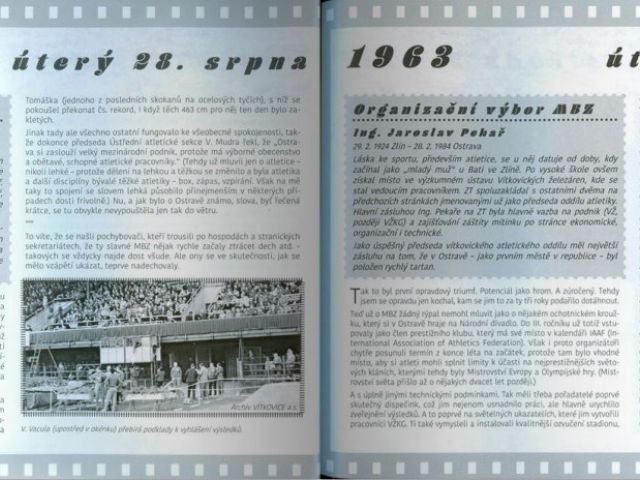 úterý 28. srpna
Tomáška (jednoho z posledních skokanů na ocelových tyčích), s níž se
pokoušel překonat čs. rekord, i když těch 463 cm pro něj ten den bylo za-
kletých.
Jinak tady ale všechno ostatní fungovalo ke všeobecné spokojenosti, tak-
že dokonce předseda Ústřední atletické sekce V. Mudra řekl, že „Ostra-
va si zaslouží velký mezinárodní podnik, protože má výborné obecenstvo
a obětavé, schopné atletické pracovníky.“ (Tehdy už mluvil jen o atletice –
nikoli lehké – protože dělení na lehkou a těžkou se změnilo a byla atletika
a další disciplíny bývalé těžké atletiky – box, zápas, vzpírání. Však na mě
taky to spojení se slovem lehká působilo přinejmenším v některých pří-
padech dosti frivolně.) Nu, a jak bylo o Ostravě známo, slova, byť řečená
krátce, se tu obvykle nevypouštěla jen tak do větru.
---
To víte, že se našli pochybovači, kteří trousili po hospodách a stranických
sekretariátech, že ty slavné MBZ nějak rychle začaly ztrácet dech atd. -
takových se vždycky najde dost všude. Ale ony se ve skutečnosti, jak se
mělo vzápětí ukázat, teprve nadechovaly.
Archiv VÍTKOVICE a.s.
V. Vacula (upostřed v okénku) přebírá podklady k vyhlášení výsledků.
1963
út
Organizační výbor MBZ
Ing. Jaroslav Pekař
29. 2. 1924 Zlín – 28. 2. 1984 Ostrava
Láska ke sportu, především atletice, se u něj datuje od doby, kdy
začínal jako „mladý muž“ u Bati ve Zlíně. Po vysoké škole ovšem
získal místo ve výzkumném ústavu Vítkovických železáren, kde se
stal vedoucím pracovníkem. ZT spoluzakládal s ostatními dvěma na
předchozích stránkách jmenovanými už jako předseda oddílu atletiky.
Hlavní zásluhou Ing. Pekaře na ZT byla hlavně vazba na podnik (VŽ,
později VŽKG) a zajišťování záštity mítinku po stránce ekonomické,
organizační i technické.
Jako úspěšný předseda vítkovického atletického oddílu měl největší
zásluhu na tom, že v Ostravě – jako prvním městě v republice – byl
položen rychlý tartan.
Tak to byl první opravdový triumf. Potenciál jako hrom. A zúročený. Tehdy
jsem se opravdu jen kochal, kam se jim to za ty tři roky podařilo dotáhnout.
Teď už o MBZ žádný rýpal nemohl mluvit jako o nějakém ochotnickém krouž-
ku, který si v Ostravě hraje na Národní divadlo. Do III. ročníku už totiž vstu-
povaly jako člen prestižního klubu, který má své místo v kalendáři IAAF (In-
ternational Association of Athletics Federation). Však i proto organizátoři
chytře posunuli termín z konce léta na začátek, protože tam bylo vhodné
místo, aby si atleti mohli splnit limity k účasti na nejprestižnějších světo-
vých kláních, kterými tehdy byly Mistrovství Evropy a Olympijské hry. (Mist-
rovství světa přišlo až o nějakých dvacet let později.)
A s úplně jinými technickými podmínkami. Tak měli třeba pořadatelé poprvé
skutečný dispečink, což jim nejenom usnadnilo práci, ale hlavně urychlilo
zveřejnění výsledků. A to poprvé na světelných ukazatelích, které jim vytvořili
pracovníci VŽKG. Ti také vymysleli a instalovali kvalitnější ozvučení stadionu,